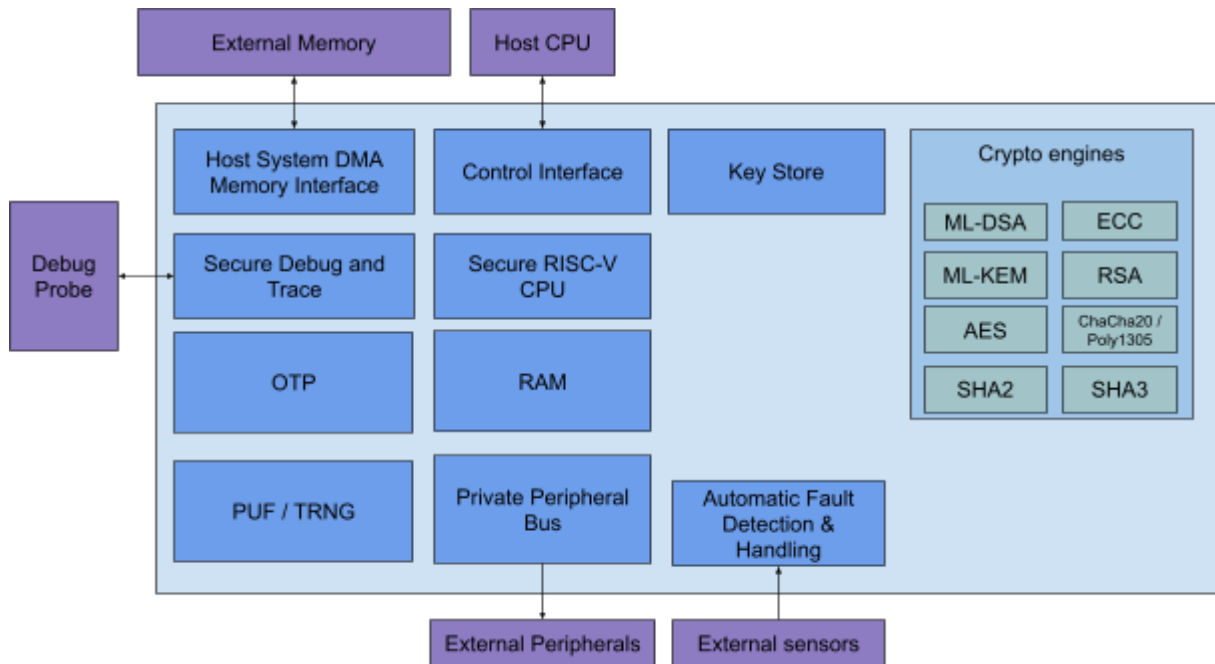 External Memory
Host CPU
Host System DMA
Memory Interface
Control Interface
Key Store
Crypto engines
ML-DSA
ECC
Debug
Probe
Secure Debug and
Trace
Secure RISC-V
CPU
ML-KEM
RSA
AES
ChaCha20 /
Poly1305
OTP
RAM
SHA2
SHA3
PUF / TRNG
Private Peripheral
Bus
Automatic Fault
Detection &
Handling
External Peripherals
External sensors